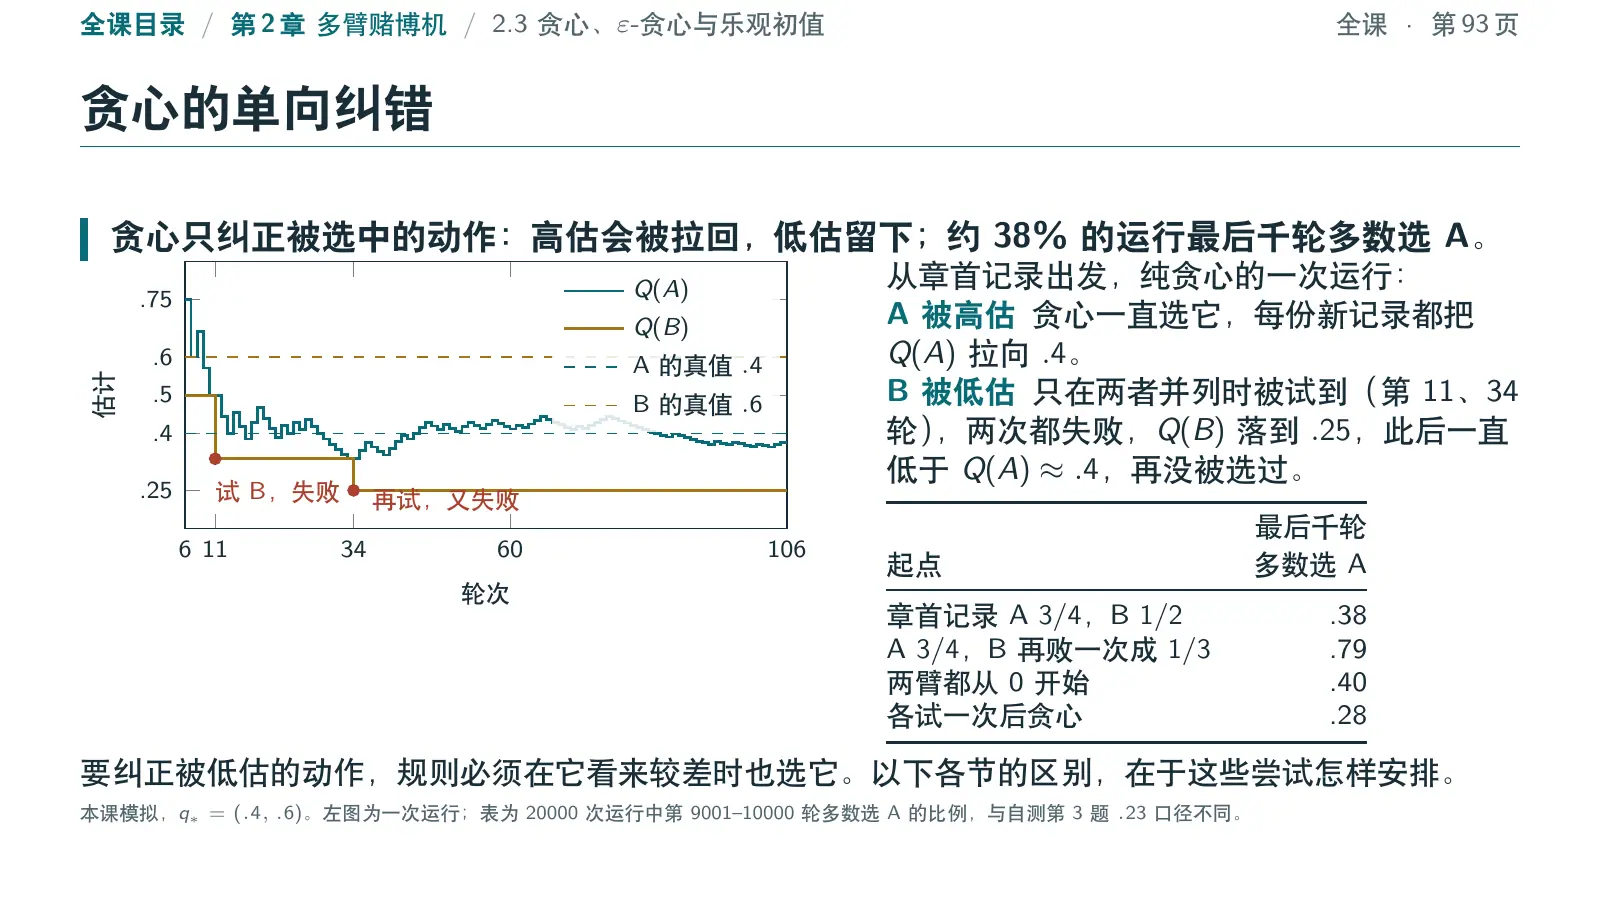 全课目录 / 第 2 章 多臂赌博机 / 2.3 贪心、ε-贪心与乐观初值
全课 · 第 93 页
贪心的单向纠错
贪心只纠正被选中的动作：高估会被拉回，低估留下；约 38% 的运行最后千轮多数选 A。
估计
.75
.6
.5
.4
.25
Q(A)
Q(B)
A 的真值 .4
B 的真值 .6
试 B，失败
再试，又失败
6 11 34 60 106
轮次
从章首记录出发，纯贪心的一次运行：
A 被高估 贪心一直选它，每份新记录都把
Q(A) 拉向 .4。
B 被低估 只在两者并列时被试到（第 11、34
轮），两次都失败，Q(B) 落到 .25，此后一直
低于 Q(A) ≈ .4，再没被选过。
最后千轮
起点 多数选 A
章首记录 A 3/4，B 1/2 .38
A 3/4，B 再败一次成 1/3 .79
两臂都从 0 开始 .40
各试一次后贪心 .28
要纠正被低估的动作，规则必须在它看来较差时也选它。以下各节的区别，在于这些尝试怎样安排。
本课模拟，q* = (.4, .6)。左图为一次运行；表为 20000 次运行中第 9001–10000 轮多数选 A 的比例，与自测第 3 题 .23 口径不同。